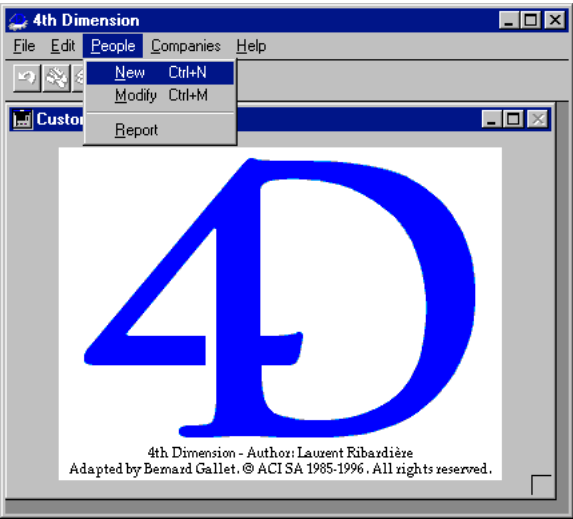 4th Dimension
File Edit People Companies Help
New Ctrl+N
Modify Ctrl+M
Report
4D
4th Dimension - Author: Laurent Ribardière
Adapted by Bernard Gallet. © ACI SA 1985-1996. All rights reserved.